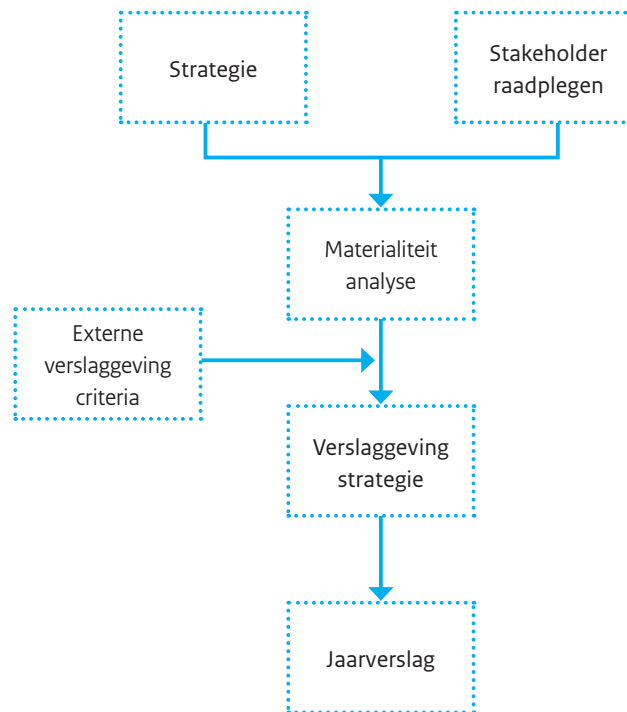 Strategie
Stakeholder
raadplegen
Materialiteit
analyse
Externe
verslaggeving
criteria
Verslaggeving
strategie
Jaarverslag